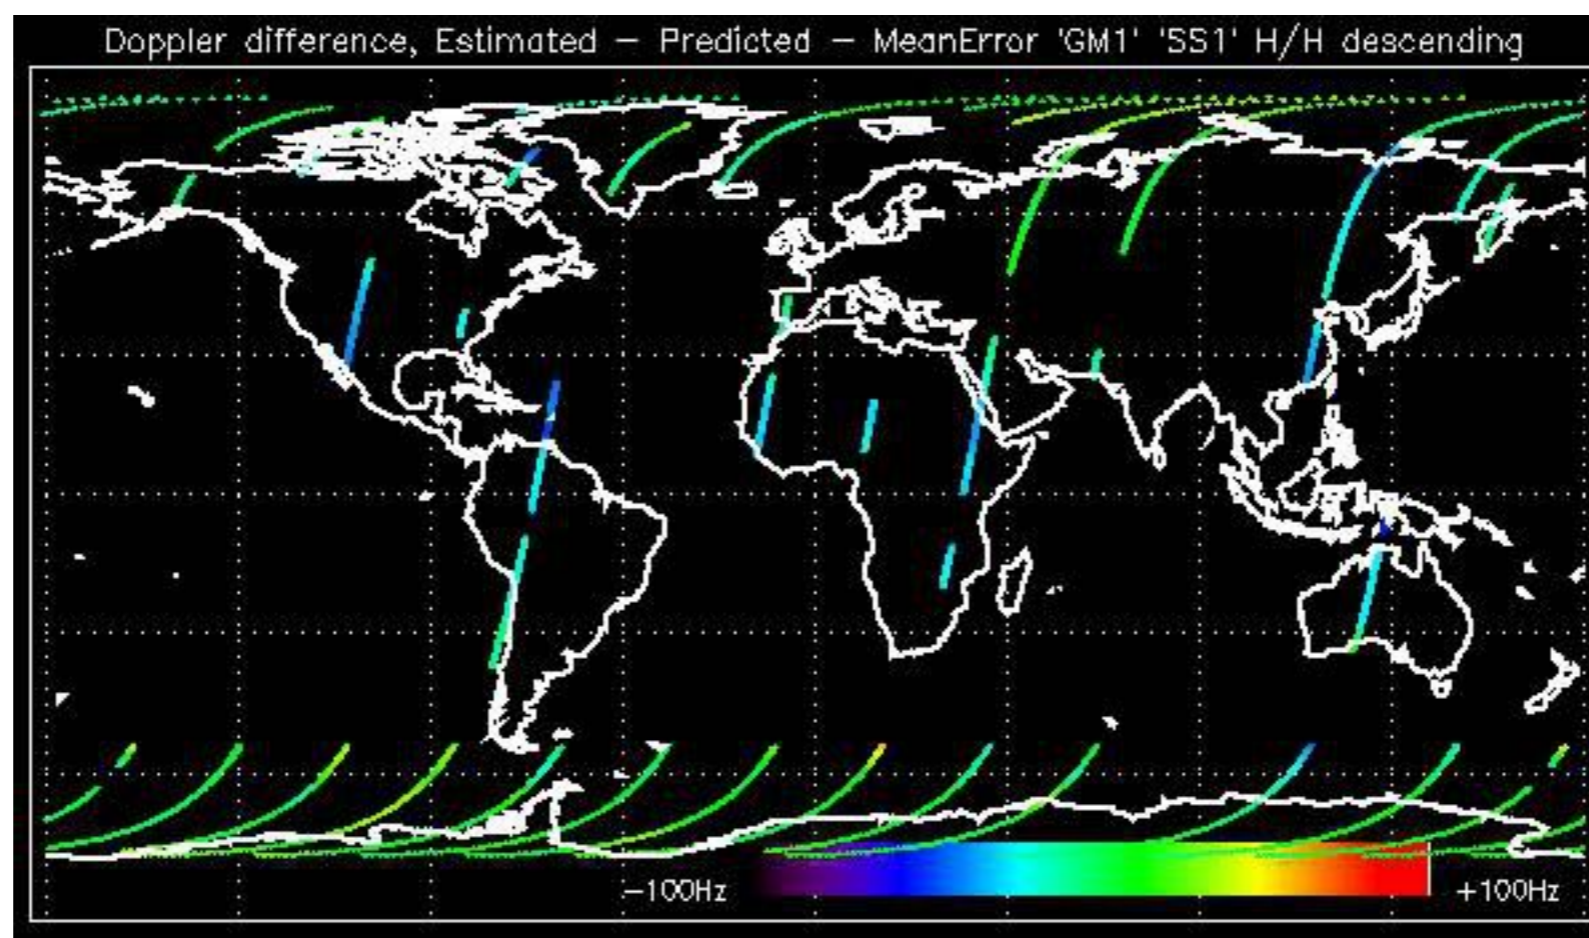 Doppler difference, Estimated – Predicted – MeanError 'GM1' 'SS1' H/H descending
−100Hz +100Hz